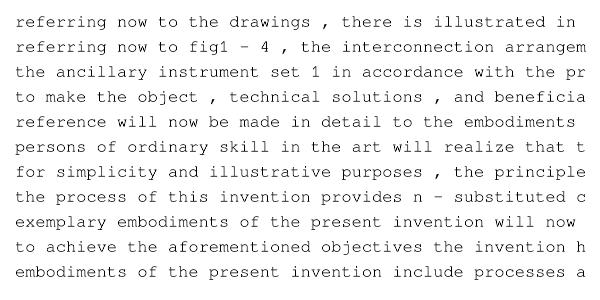 referring now to the drawings , there is illustrated in
referring now to fig1 - 4 , the interconnection arrangem
the ancillary instrument set 1 in accordance with the pr
to make the object , technical solutions , and beneficia
reference will now be made in detail to the embodiments
persons of ordinary skill in the art will realize that t
for simplicity and illustrative purposes , the principle
the process of this invention provides n - substituted c
exemplary embodiments of the present invention will now
to achieve the aforementioned objectives the invention h
embodiments of the present invention include processes a